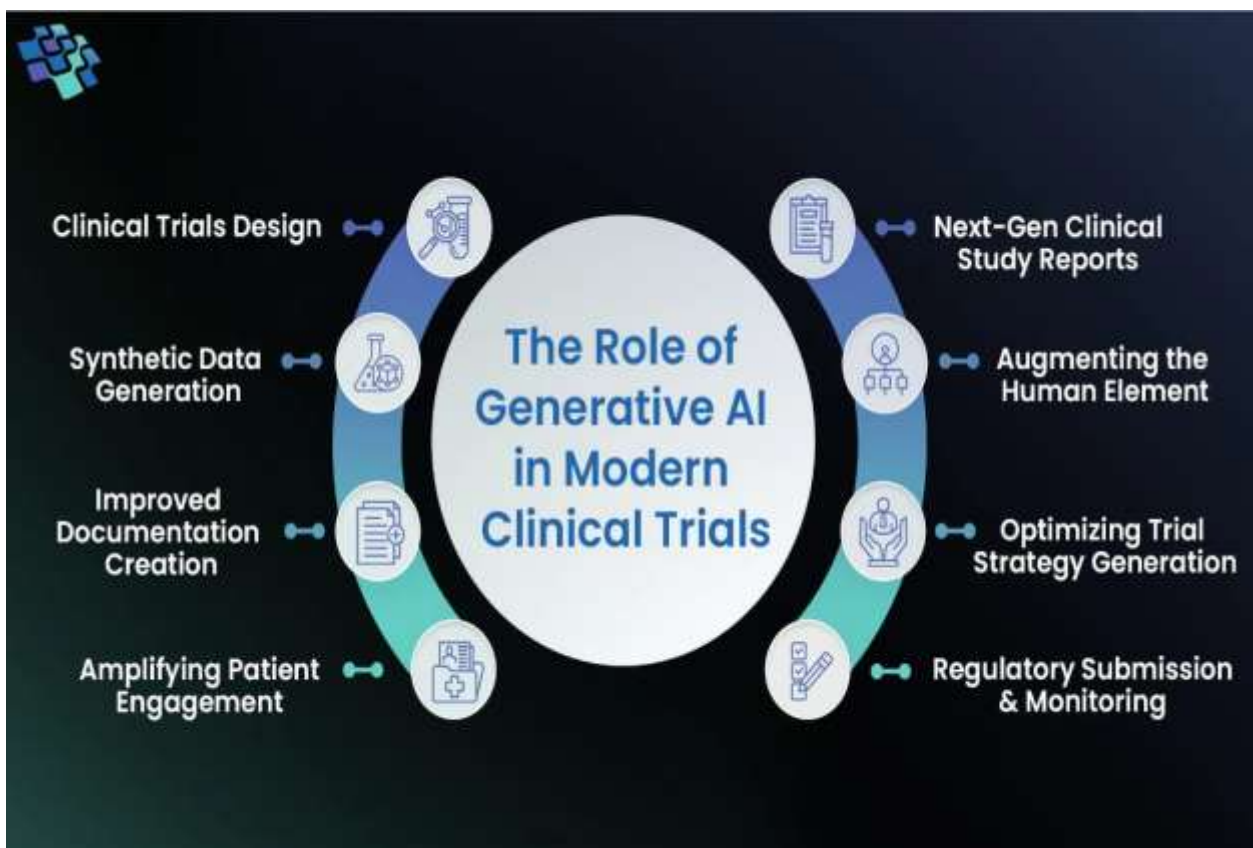 The Role of
Generative AI
in Modern
Clinical Trials
Clinical Trials Design
Synthetic Data
Generation
Improved
Documentation
Creation
Amplifying Patient
Engagement
Next-Gen Clinical
Study Reports
Augmenting the
Human Element
Optimizing Trial
Strategy Generation
Regulatory Submission
& Monitoring